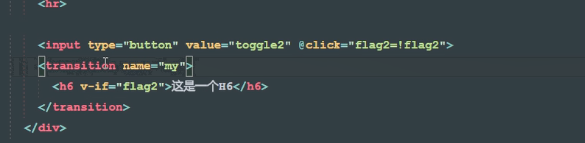 <hr>
<input type="button" value="toggle2" @click="flag2=!flag2">
<transition name="my">
<h6 v-if="flag2">这是一个H6</h6>
</transition>
</div>